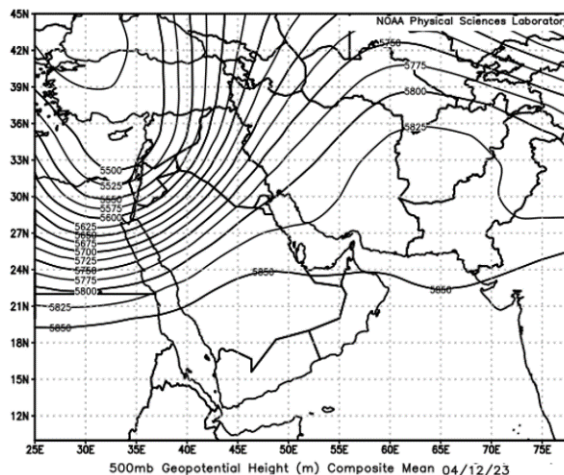 NOAA Physical Sciences Laborator
45N
42N
39N
36N
33N
30N
27N
24N
21N
18N
15N
12N
5750
5775
5800
5825
5500
5525
5550
5575
5600
5625
5650
5675
5700
5725
5750
5775
5800
5825
5850
5850
5850
25E 30E 35E 40E 45E 50E 55E 60E 65E 70E 75E
500mb Geopotential Height (m) Composite Mean 04/12/23